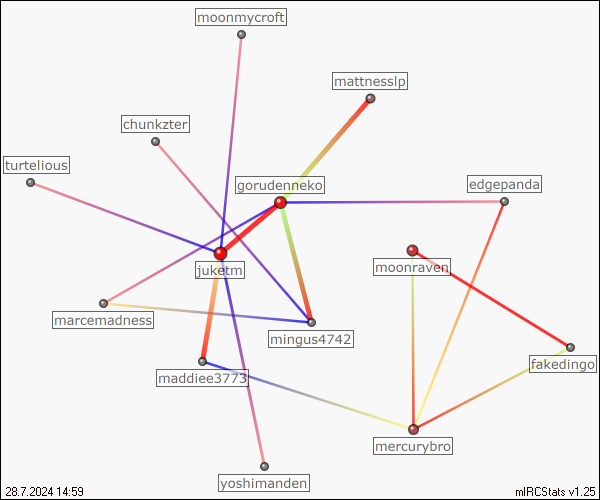 moonmycroft
mattnesslp
chunkzter
turtelious
gorudenneko
edgepanda
juketm
moonraven
marcemadness
mingus4742
fakedingo
maddiee3773
mercurybro
yoshimanden
28.7.2024 14:59
mIRCStats v1.25